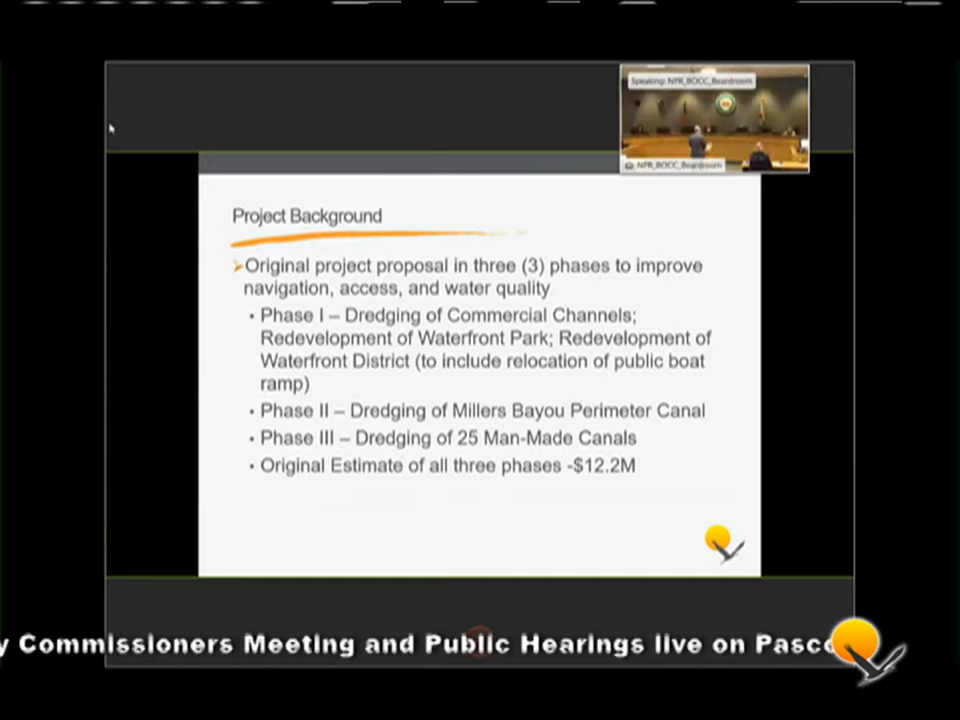 Speaking: NPR_BOCC_Boardroom
NPR_BOCC_Boardroom
Project Background
Original project proposal in three (3) phases to improve
navigation, access, and water quality
• Phase I – Dredging of Commercial Channels;
Redevelopment of Waterfront Park; Redevelopment of
Waterfront District (to include relocation of public boat
ramp)
• Phase II – Dredging of Millers Bayou Perimeter Canal
• Phase III – Dredging of 25 Man-Made Canals
• Original Estimate of all three phases -$12.2M
y Commissioners Meeting and Public Hearings live on Pasco